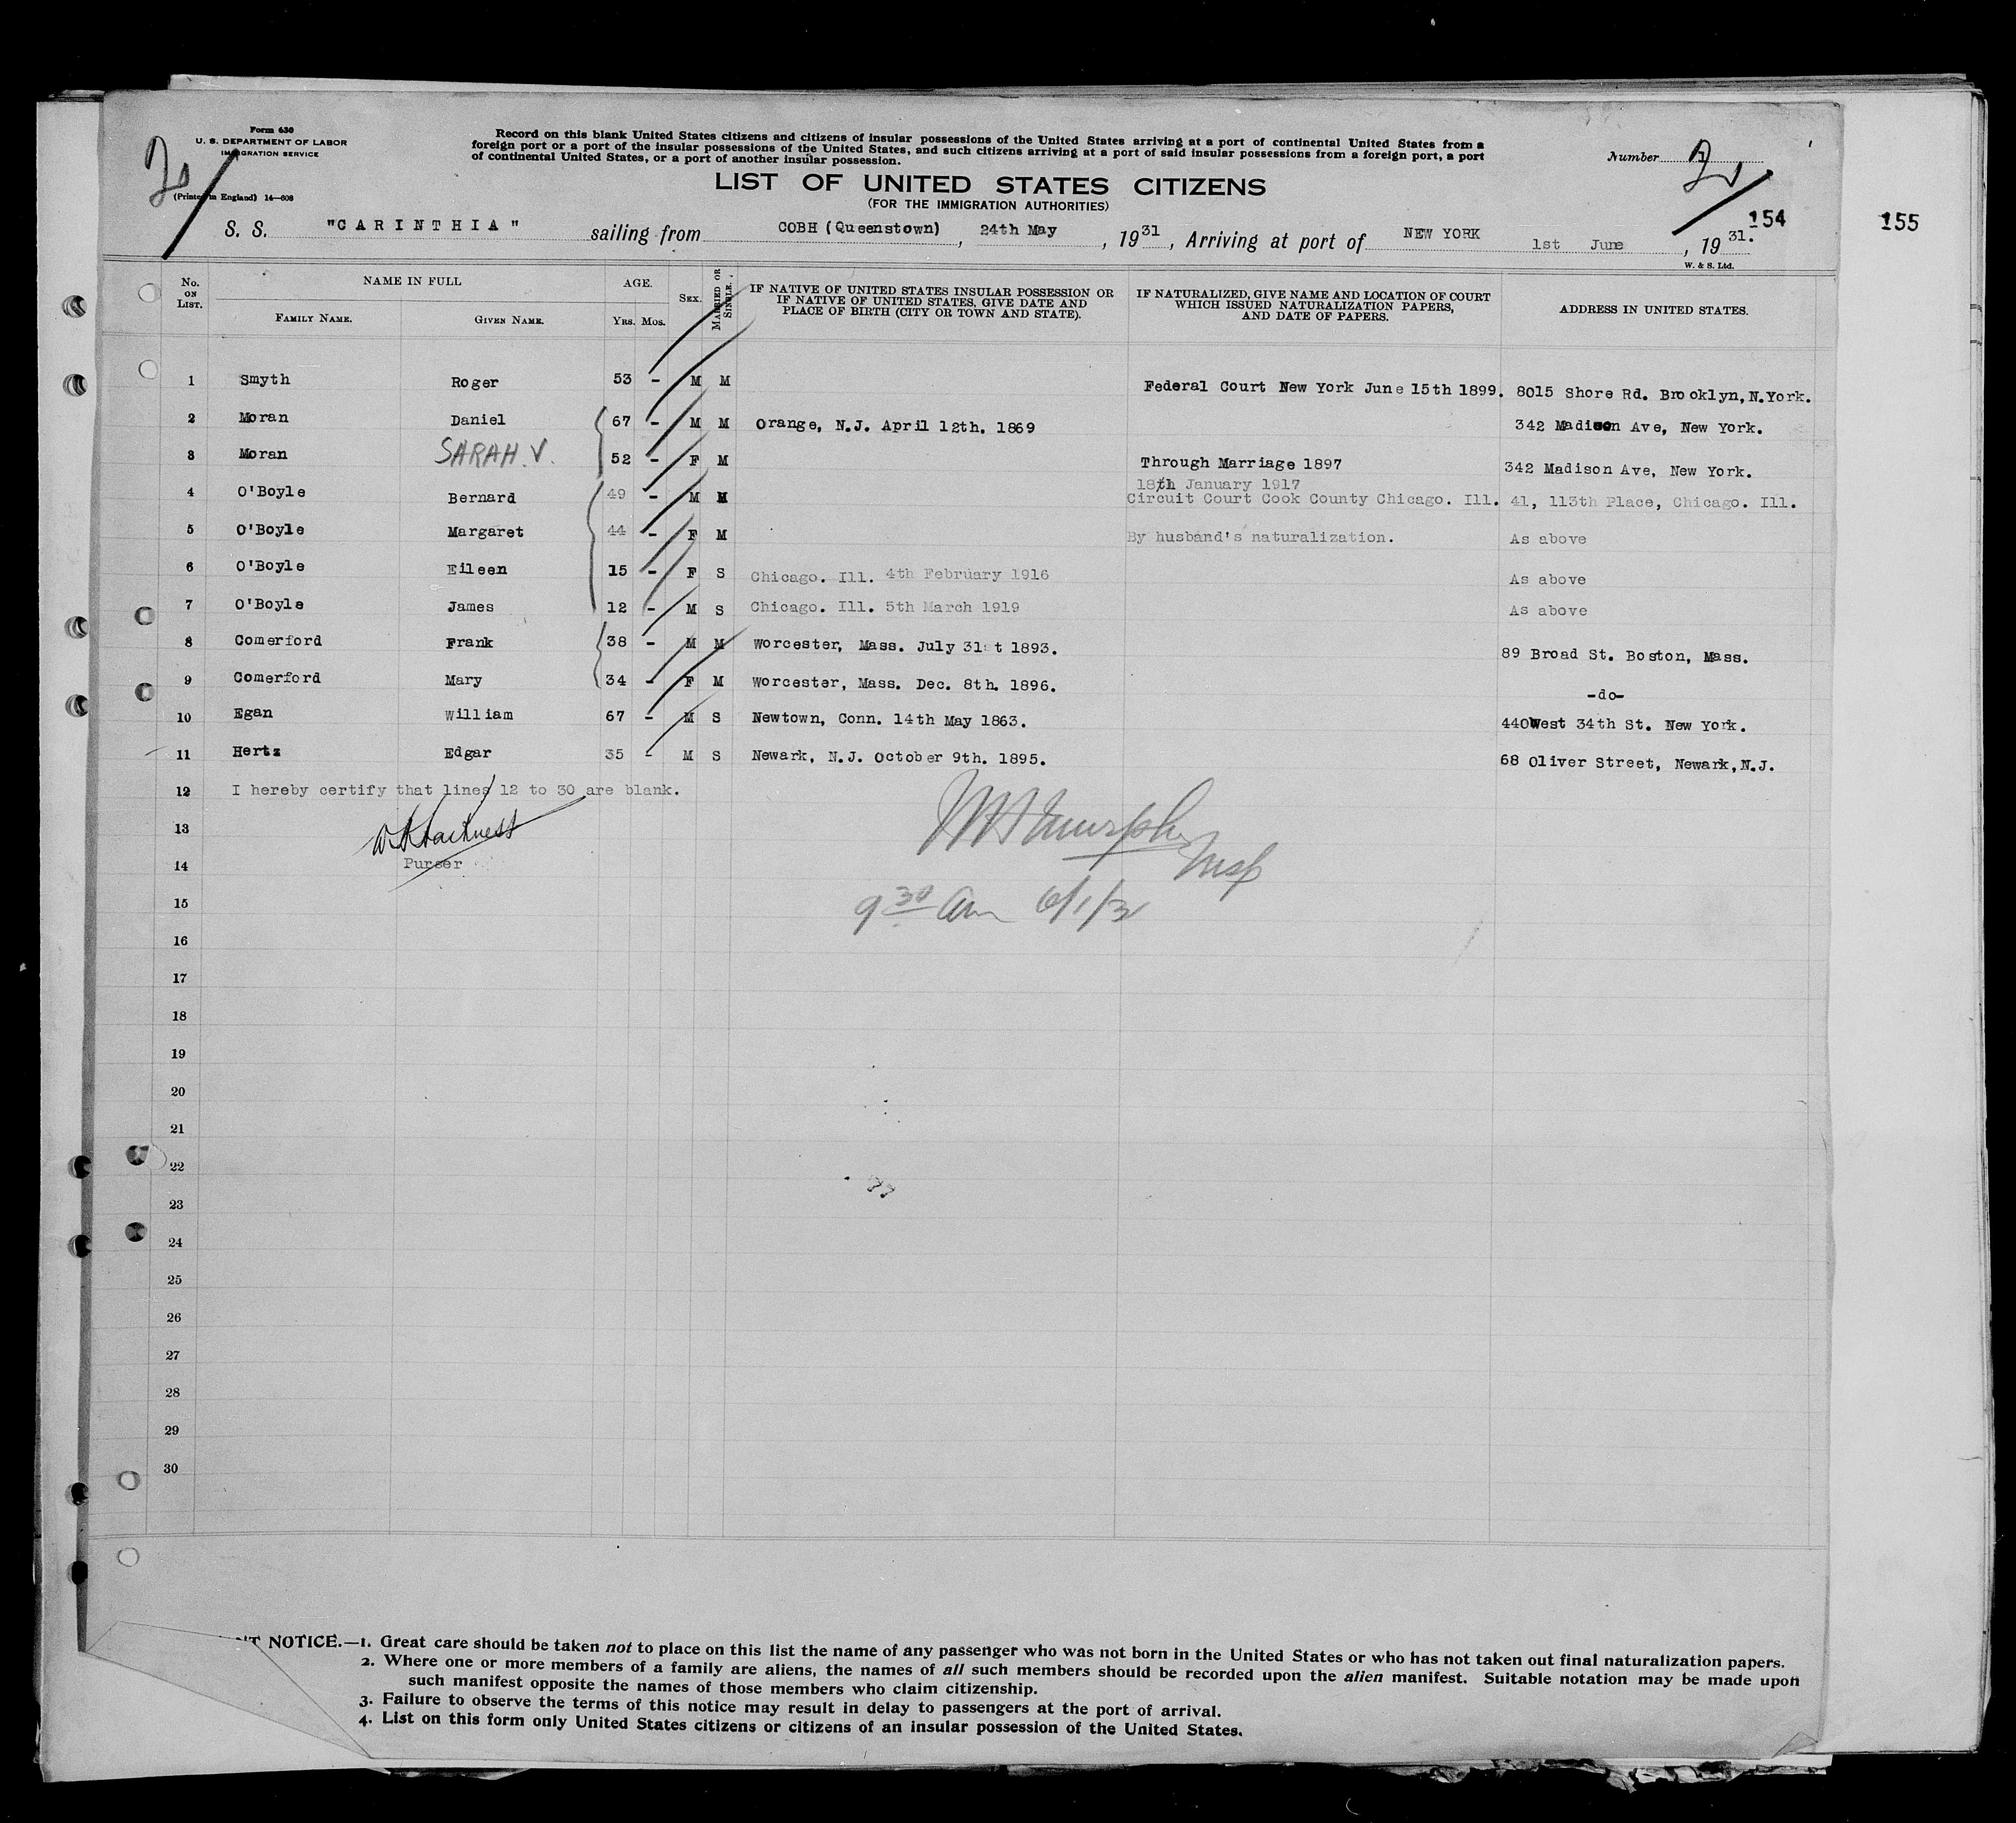 Form 630
U. S. DEPARTMENT OF LABOR
IMMIGRATION SERVICE
(Printed in England) 14—608
Record on this blank United States citizens and citizens of insular possessions of the United States arriving at a port of continental United States from a
foreign port or a port of the insular possessions of the United States, and such citizens arriving at a port of said insular possessions from a foreign port, a port
of continental United States, or a port of another insular possession.
Number
LIST OF UNITED STATES CITIZENS
(FOR THE IMMIGRATION AUTHORITIES)
154
155
S. S. "CARINTHIA" sailing from COBH (Queenstown), 24th May, 1931, Arriving at port of NEW YORK 1st June, 1931.
W. & S. Ltd.
No. ON LIST. NAME IN FULL FAMILY NAME. GIVEN NAME. AGE. YRS. MOS. SEX. MARRIED OR SINGLE. IF NATIVE OF UNITED STATES INSULAR POSSESSION OR IF NATIVE OF UNITED STATES, GIVE DATE AND PLACE OF BIRTH (CITY OR TOWN AND STATE). IF NATURALIZED, GIVE NAME AND LOCATION OF COURT WHICH ISSUED NATURALIZATION PAPERS, AND DATE OF PAPERS. ADDRESS IN UNITED STATES.
1 Smyth Roger 53 - M M Federal Court New York June 15th 1899. 8015 Shore Rd. Brooklyn, N.York.
2 Moran Daniel 67 - M M Orange, N.J. April 12th. 1869 342 Madison Ave, New York.
3 Moran SARAH.V. 52 - F M Through Marriage 1897 342 Madison Ave, New York.
18th January 1917
4 O'Boyle Bernard 49 - M M Circuit Court Cook County Chicago. Ill. 41, 113th Place, Chicago. Ill.
5 O'Boyle Margaret 44 - F M By husband's naturalization. As above
6 O'Boyle Eileen 15 - F S Chicago. Ill. 4th February 1916 As above
7 O'Boyle James 12 - M S Chicago. Ill. 5th March 1919 As above
8 Comerford Frank 38 - M M Worcester, Mass. July 31st 1893. 89 Broad St. Boston, Mass.
9 Comerford Mary 34 - F M Worcester, Mass. Dec. 8th. 1896. -do-
10 Egan William 67 - M S Newtown, Conn. 14th May 1863. 440West 34th St. New York.
11 Hertz Edgar 35 - M S Newark, N.J. October 9th. 1895. 68 Oliver Street, Newark, N.J.
12 I hereby certify that lines 12 to 30 are blank.
13
Murphy
14 Purser
Insp
15 9 30 am 6/1/31
16
17
18
19
20
21
22
23
24
25
26
27
28
29
30
NOTICE.—1. Great care should be taken not to place on this list the name of any passenger who was not born in the United States or who has not taken out final naturalization papers.
2. Where one or more members of a family are aliens, the names of all such members should be recorded upon the alien manifest. Suitable notation may be made upon
such manifest opposite the names of those members who claim citizenship.
3. Failure to observe the terms of this notice may result in delay to passengers at the port of arrival.
4. List on this form only United States citizens or citizens of an insular possession of the United States.